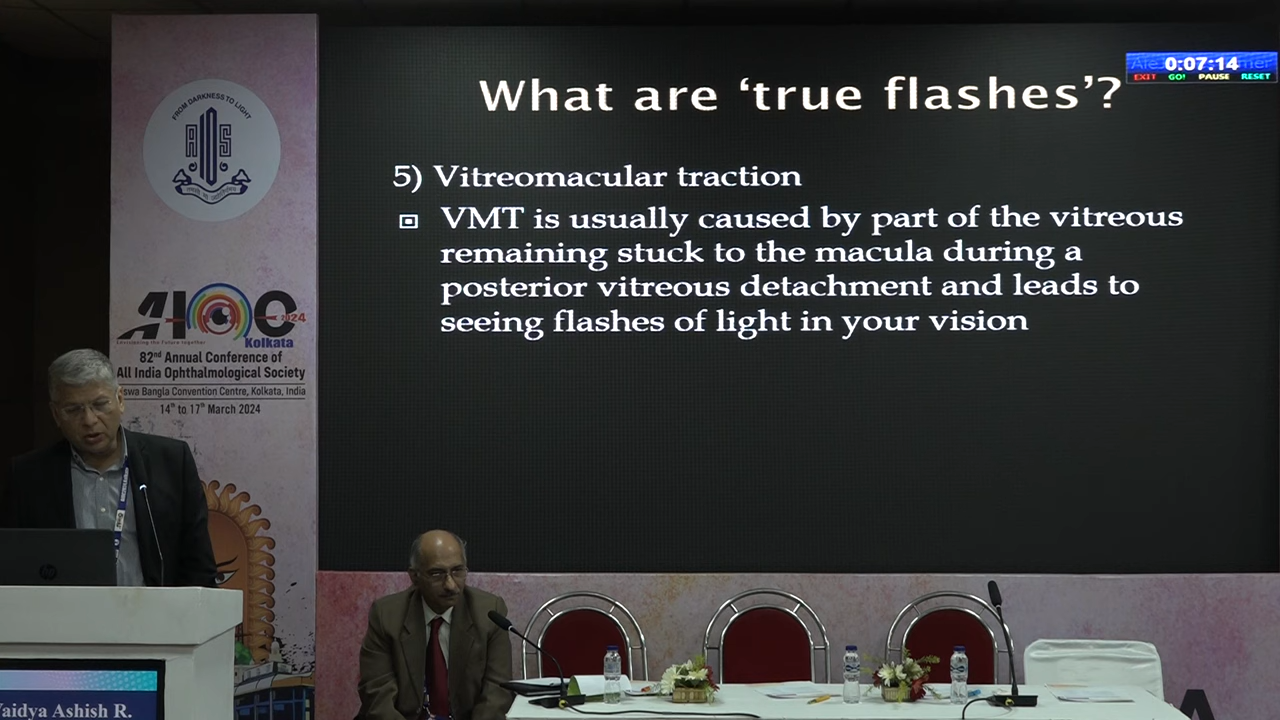 What are ‘true flashes’?
5) Vitreomacular traction
VMT is usually caused by part of the vitreous
remaining stuck to the macula during a
posterior vitreous detachment and leads to
seeing flashes of light in your vision
0:07:14
EXIT GO! PAUSE RESET
FROM DARKNESS TO LIGHT
AIOS
AIOC
2024
Kolkata
82nd Annual Conference of
All India Ophthalmological Society
Biswa Bangla Convention Centre, Kolkata, India
14th to 17th March 2024
hp
Vaidya Ashish R.
A